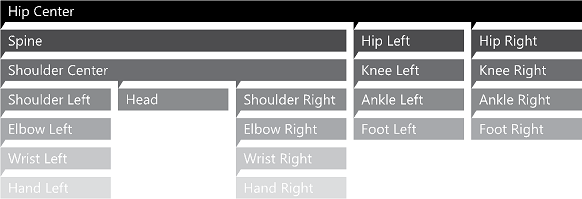 Hip Center
Spine
Hip Left
Hip Right
Shoulder Center
Knee Left
Knee Right
Shoulder Left
Head
Shoulder Right
Ankle Left
Ankle Right
Elbow Left
Elbow Right
Foot Left
Foot Right
Wrist Left
Wrist Right
Hand Left
Hand Right